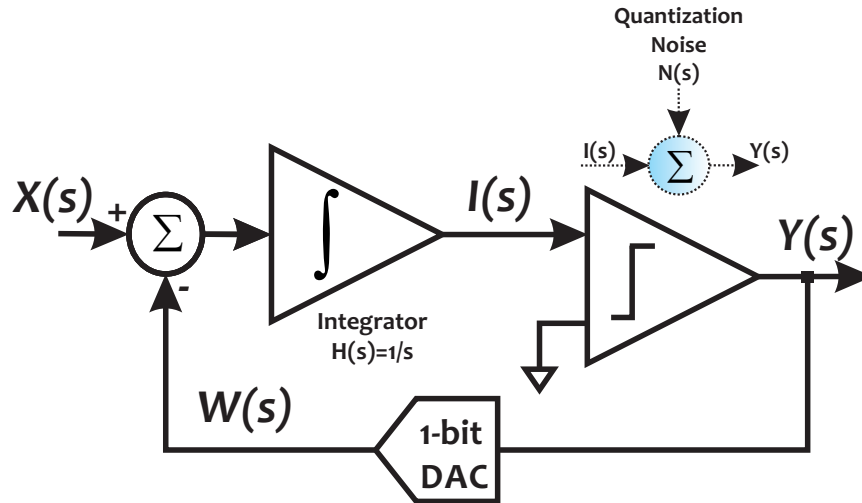 Quantization
Noise
N(s)
I(s)
Σ
Y(s)
X(s)
+
Σ
-
∫
I(s)
Y(s)
Integrator
H(s)=1/s
W(s)
1-bit
DAC